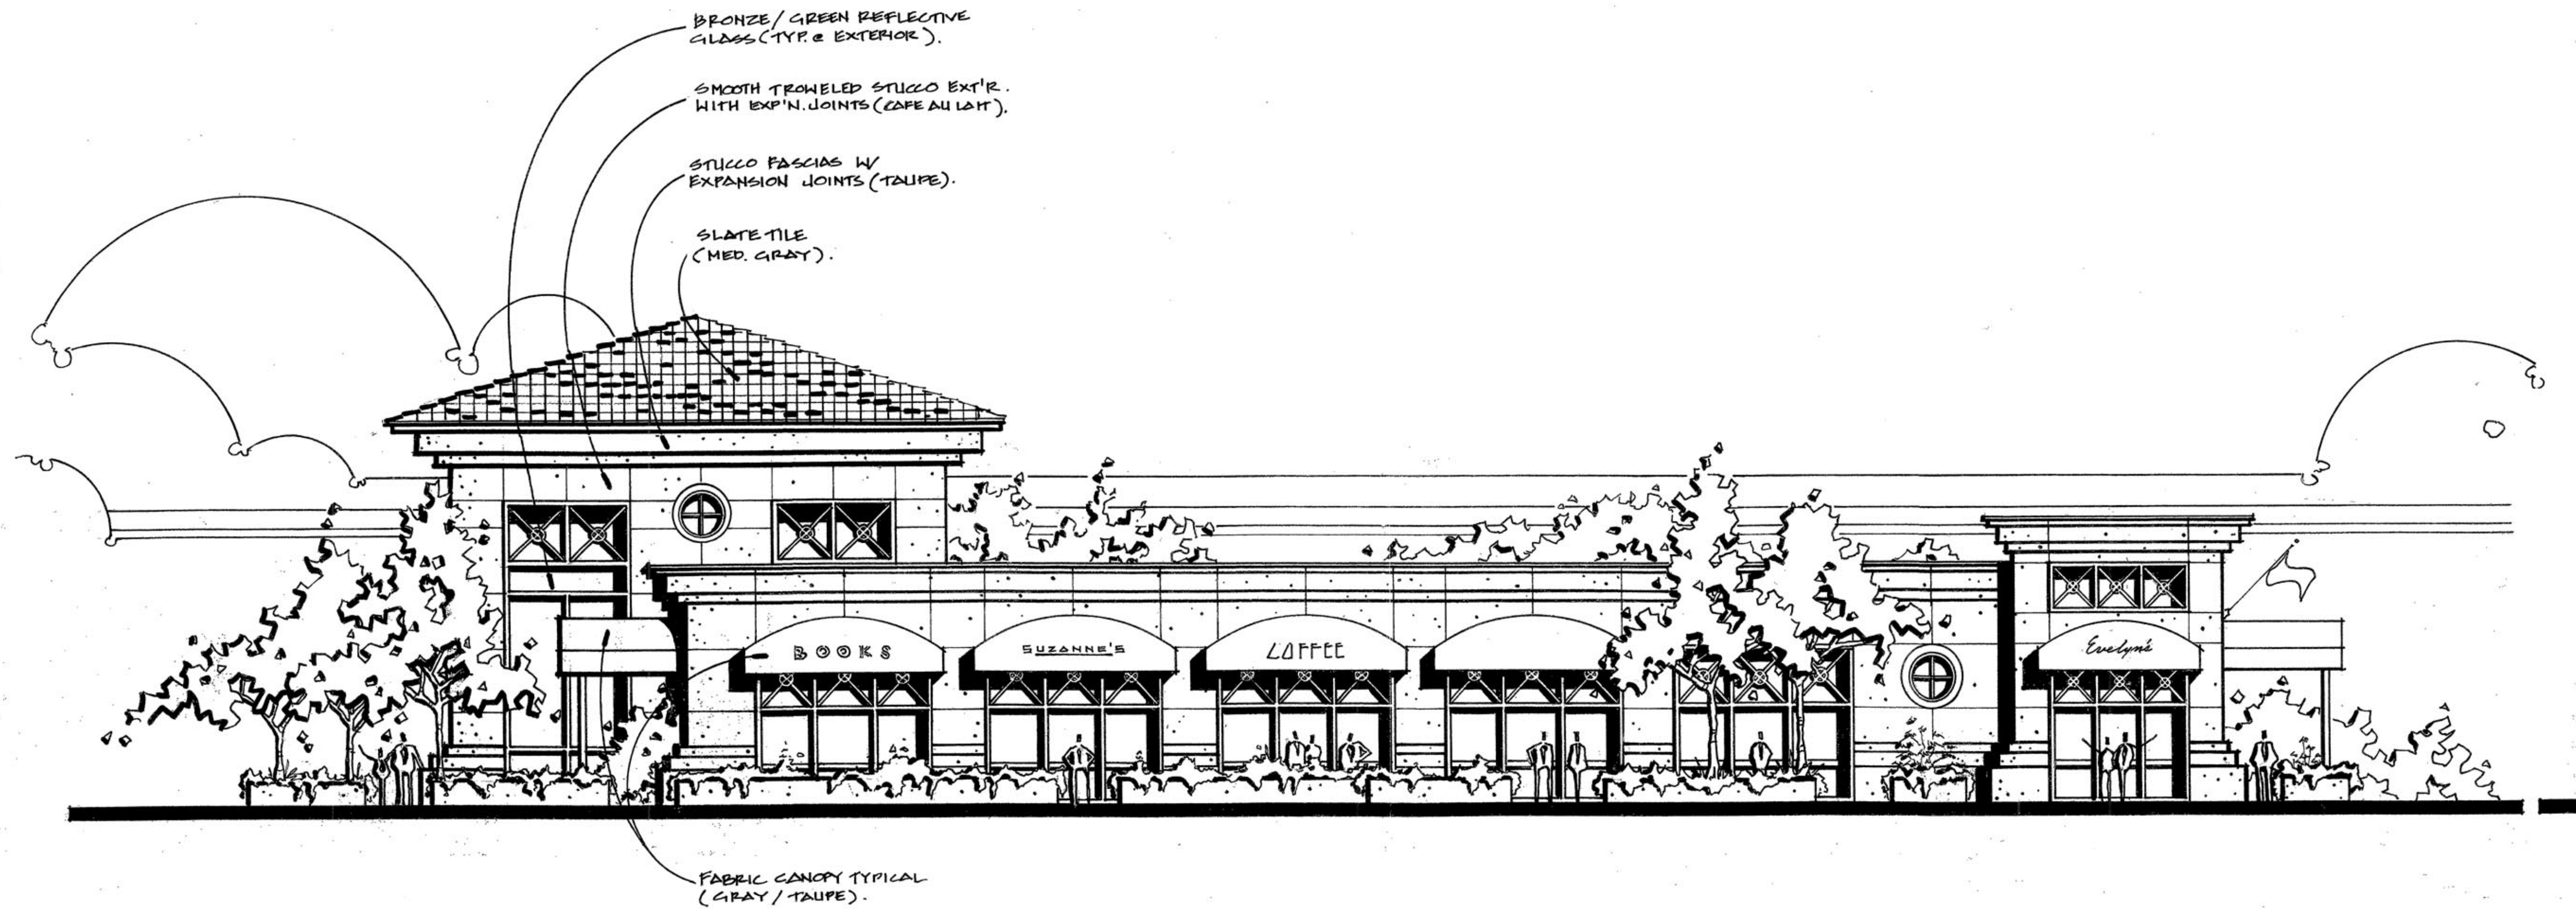 BRONZE/GREEN REFLECTIVE
GLASS (TYP. @ EXTERIOR).
SMOOTH TROWELED STUCCO EXT'R.
WITH EXP'N. JOINTS (CAFE AU LAIT).
STUCCO FASCIAS W/
EXPANSION JOINTS (TAUPE).
SLATE TILE
(MED. GRAY).
BOOKS
SUZANNE'S
COFFEE
Evelyn's
FABRIC CANOPY TYPICAL
(GRAY/TAUPE).